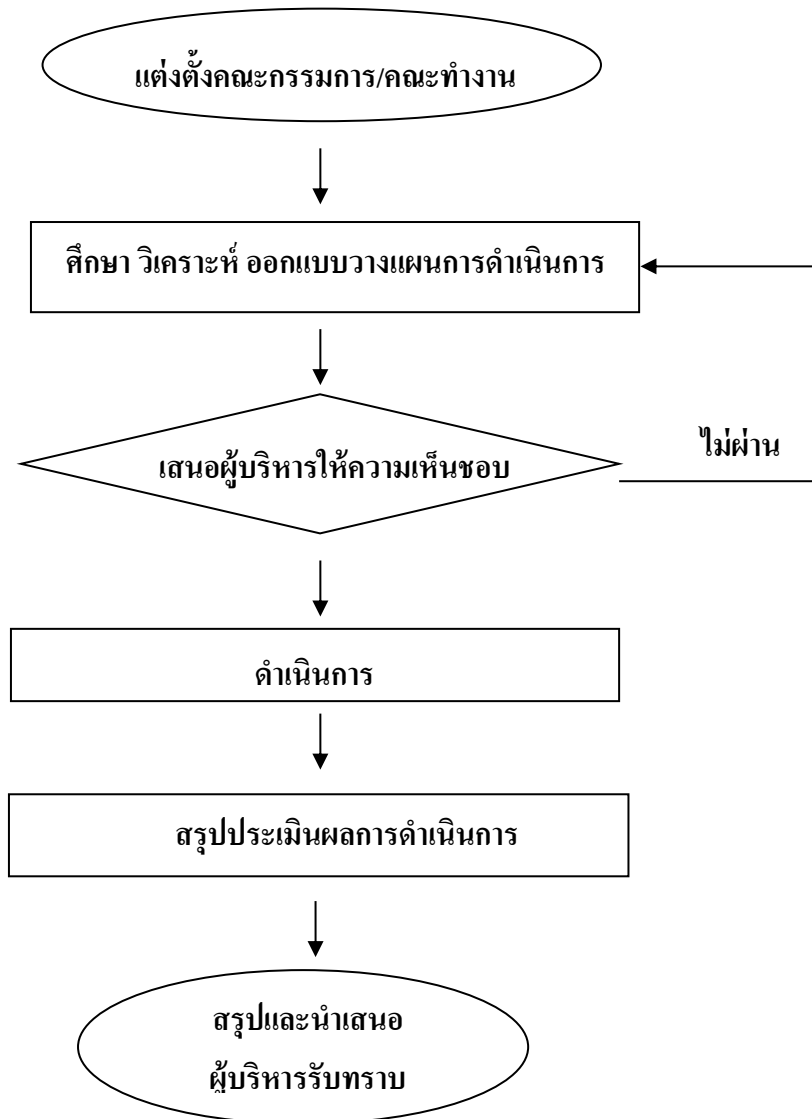 แต่งตั้งคณะกรรมการ/คณะทำงาน
ศึกษา วิเคราะห์ ออกแบบวางแผนการดำเนินการ
เสนอผู้บริหารให้ความเห็นชอบ
ไม่ผ่าน
ดำเนินการ
สรุปประเมินผลการดำเนินการ
สรุปและนำเสนอ
ผู้บริหารรับทราบ